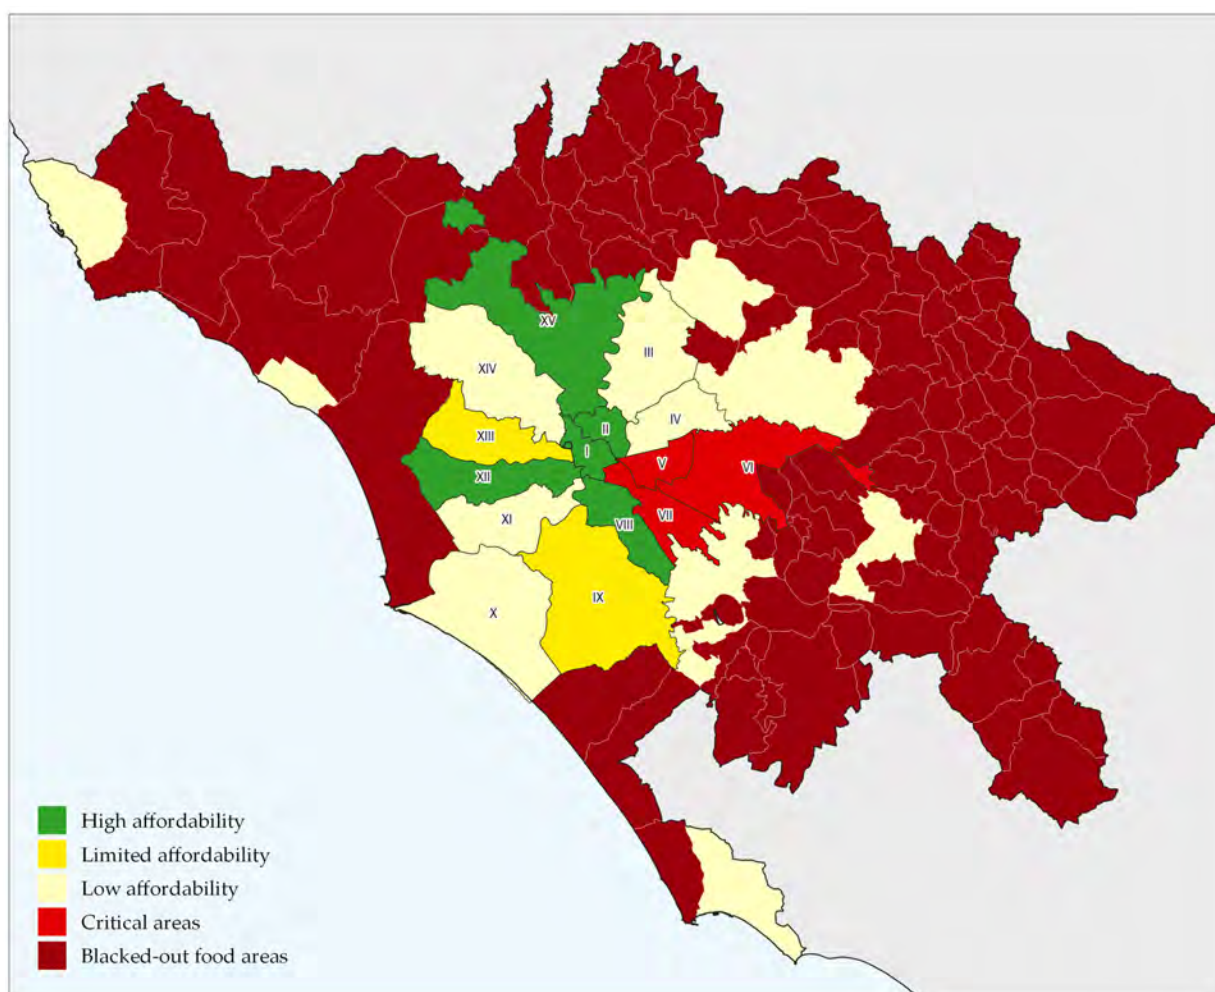 XV
III
XIV
IV
II
XIII
I
V
VI
XII
VII
XI
VIII
IX
X
High affordability
Limited affordability
Low affordability
Critical areas
Blacked-out food areas